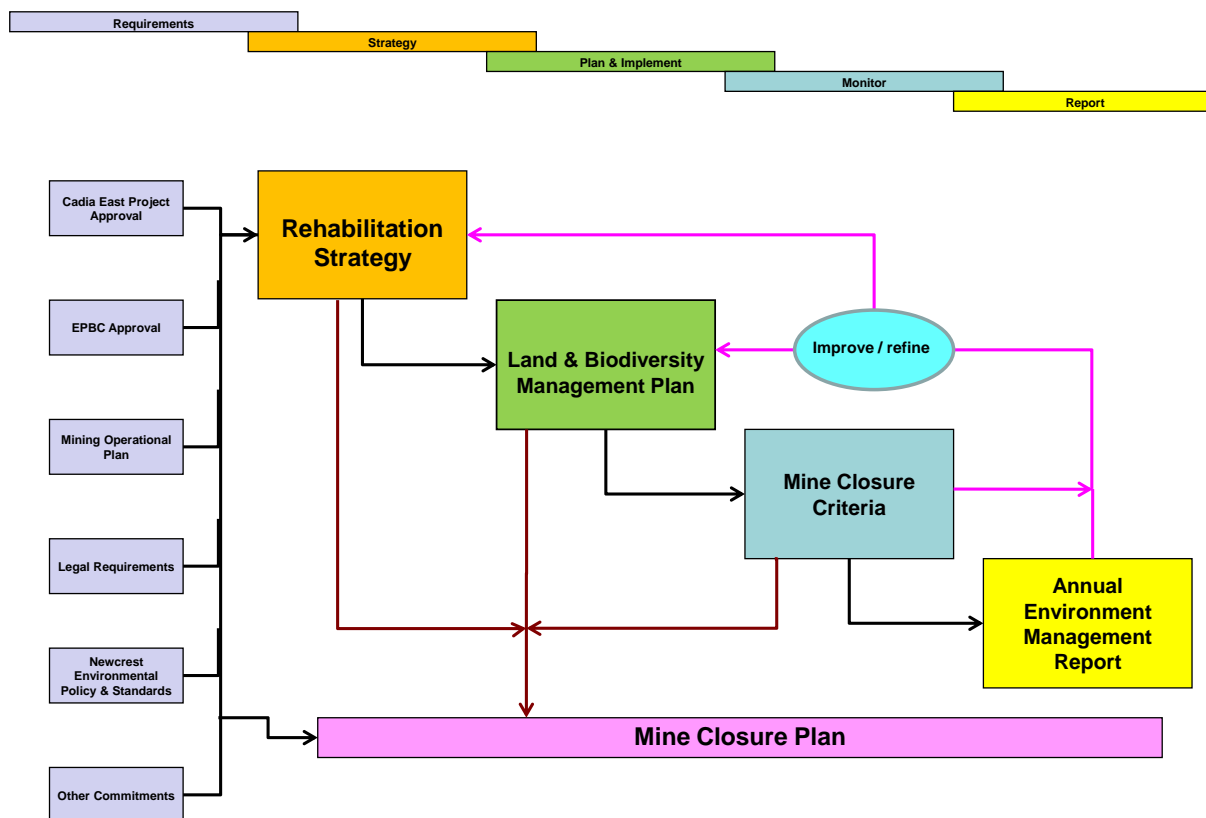 Requirements
Strategy
Plan & Implement
Monitor
Report
Cadia East Project
Approval
EPBC Approval
Mining Operational
Plan
Legal Requirements
Newcrest
Environmental
Policy & Standards
Other Commitments
Rehabilitation
Strategy
Land & Biodiversity
Management Plan
Improve / refine
Mine Closure
Criteria
Annual
Environment
Management
Report
Mine Closure Plan